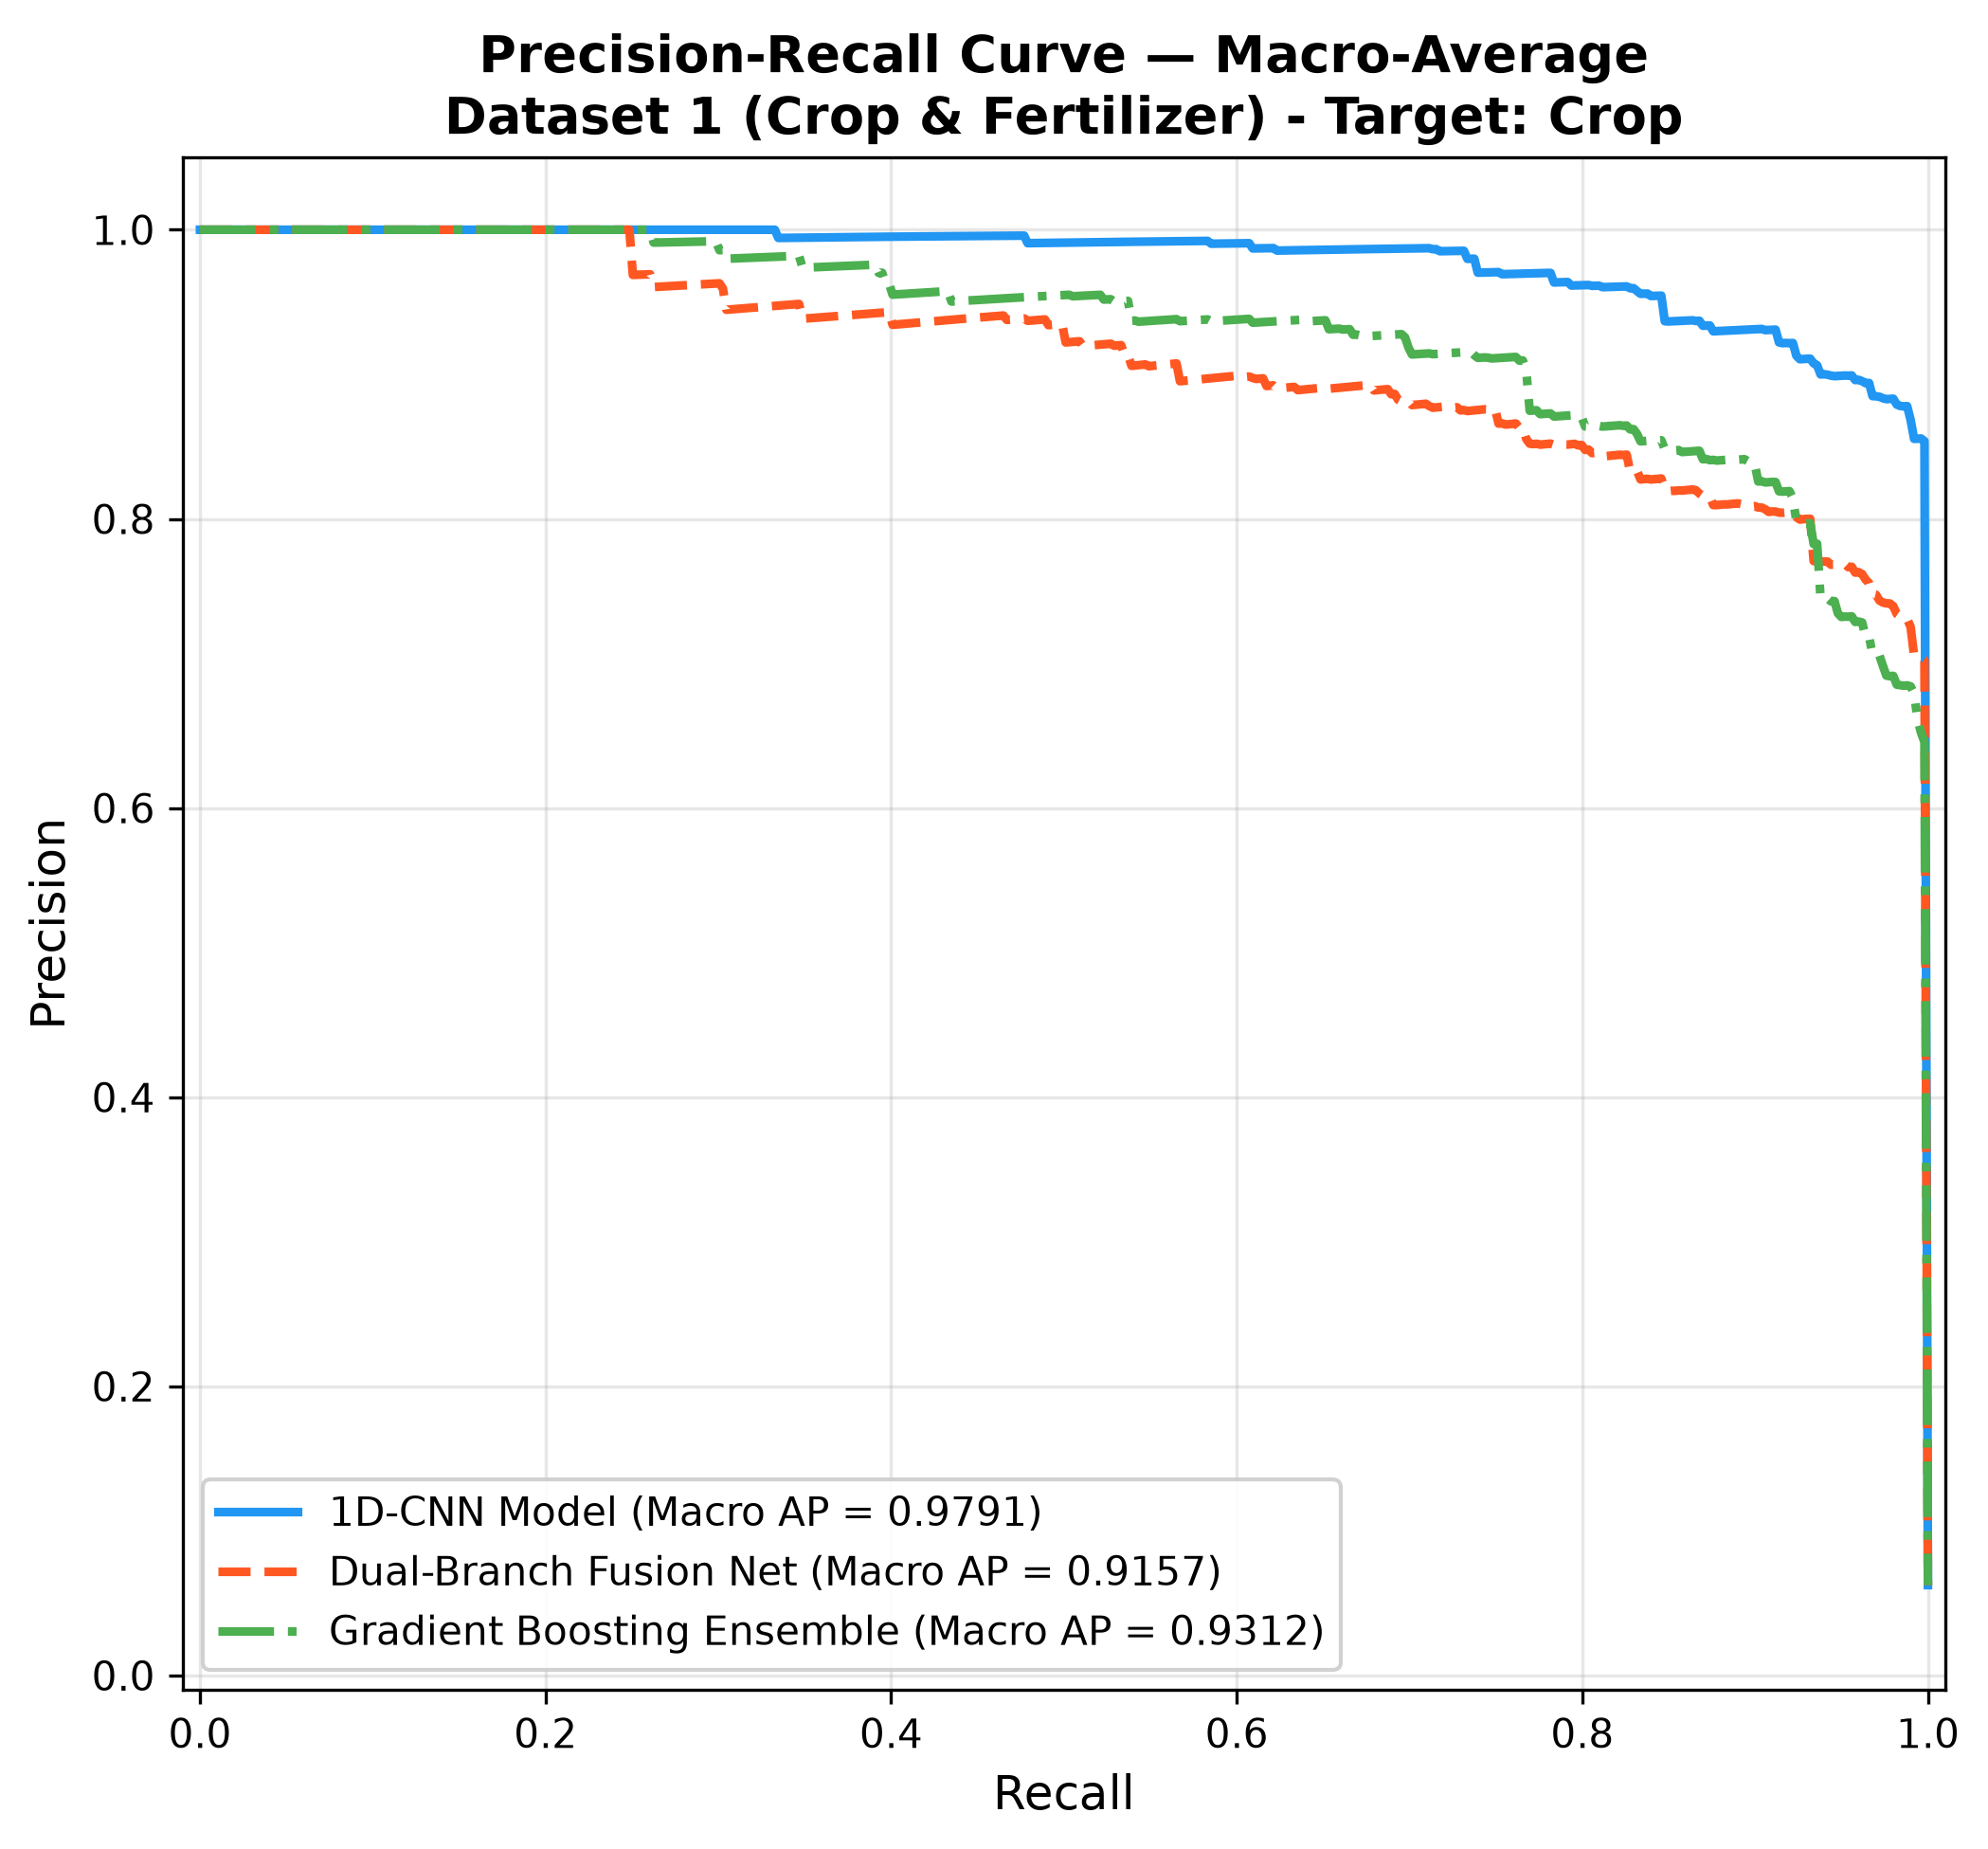 Precision-Recall Curve — Macro-Average
Dataset 1 (Crop & Fertilizer) - Target: Crop
Precision
1.0
0.8
0.6
0.4
0.2
0.0
1D-CNN Model (Macro AP = 0.9791)
Dual-Branch Fusion Net (Macro AP = 0.9157)
Gradient Boosting Ensemble (Macro AP = 0.9312)
0.0 0.2 0.4 0.6 0.8 1.0
Recall